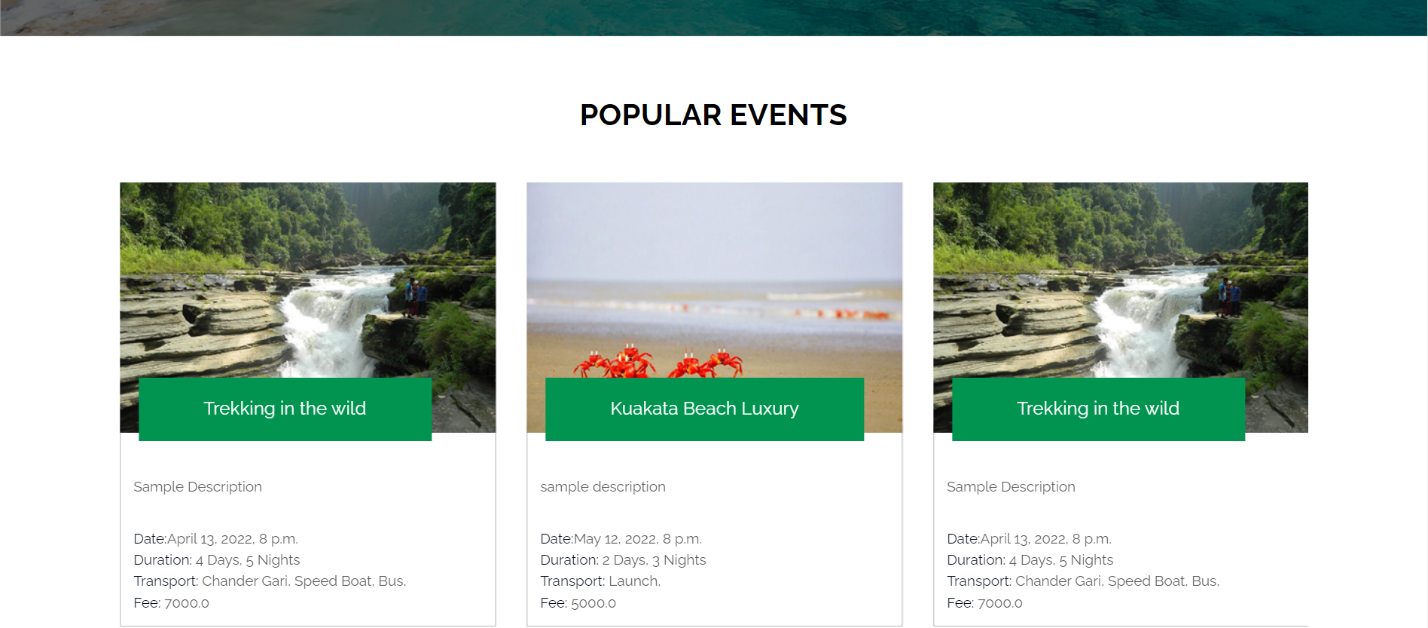 POPULAR EVENTS
Trekking in the wild
Sample Description
Date:April 13, 2022, 8 p.m.
Duration: 4 Days, 5 Nights
Transport: Chander Gari, Speed Boat, Bus,
Fee: 7000.0
Kuakata Beach Luxury
sample description
Date:May 12, 2022, 8 p.m.
Duration: 2 Days, 3 Nights
Transport: Launch,
Fee: 5000.0
Trekking in the wild
Sample Description
Date:April 13, 2022, 8 p.m.
Duration: 4 Days, 5 Nights
Transport: Chander Gari, Speed Boat, Bus,
Fee: 7000.0